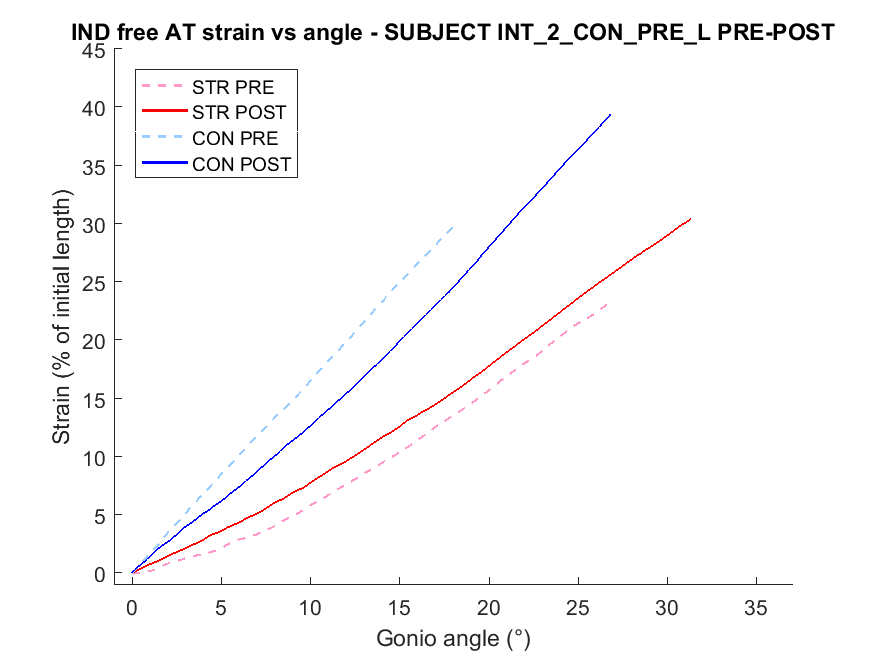 IND free AT strain vs angle - SUBJECT INT_2_CON_PRE_L PRE-POST
STR PRE
STR POST
CON PRE
CON POST
Strain (% of initial length)
45
40
35
30
25
20
15
10
5
0
0 5 10 15 20 25 30 35
Gonio angle (°)